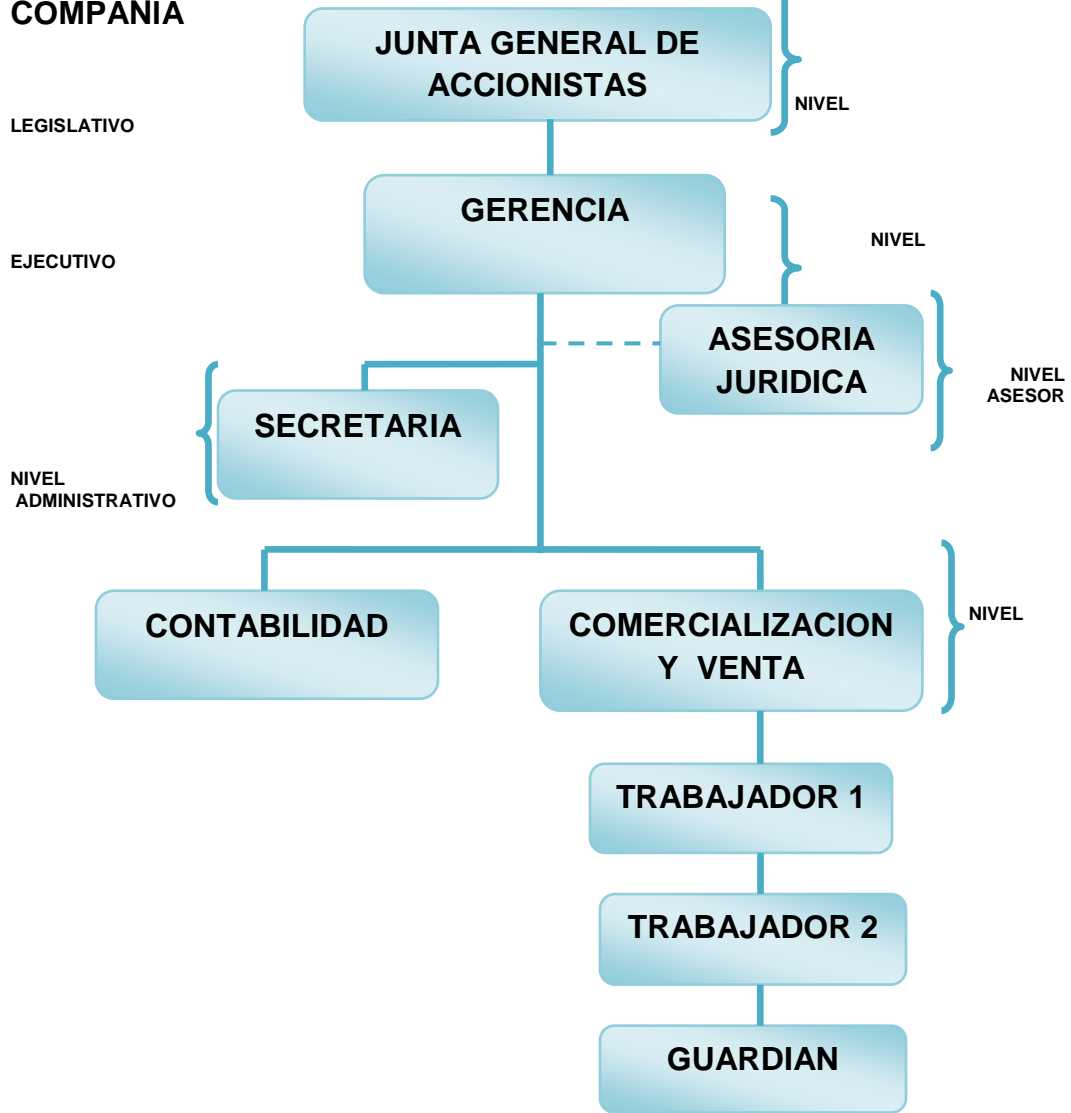 COMPAÑIA
JUNTA GENERAL DE
ACCIONISTAS
NIVEL
LEGISLATIVO
GERENCIA
NIVEL
EJECUTIVO
ASESORIA
JURIDICA
NIVEL
ASESOR
SECRETARIA
NIVEL
ADMINISTRATIVO
CONTABILIDAD
COMERCIALIZACION
Y VENTA
NIVEL
TRABAJADOR 1
TRABAJADOR 2
GUARDIAN